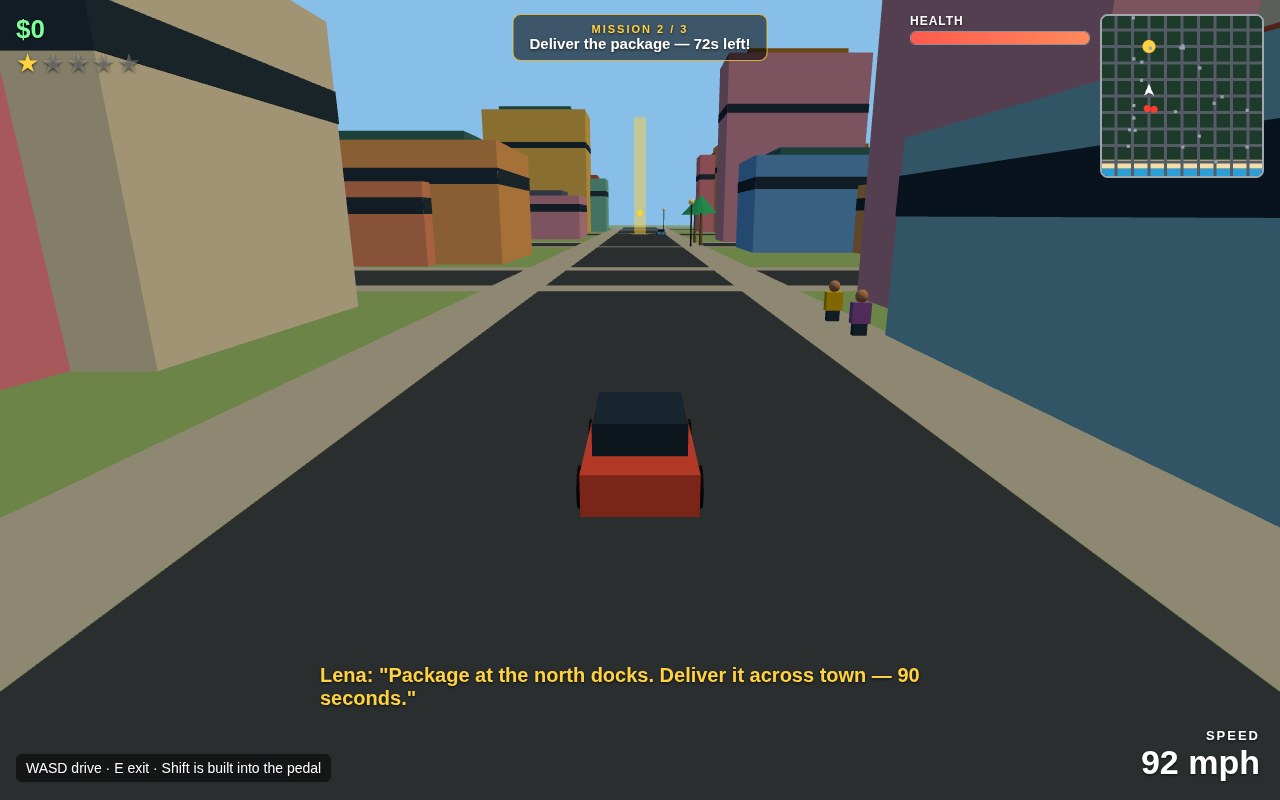 $0
MISSION 2 / 3
Deliver the package — 72s left!
HEALTH
Lena: "Package at the north docks. Deliver it across town — 90
seconds."
WASD drive · E exit · Shift is built into the pedal
SPEED
92 mph